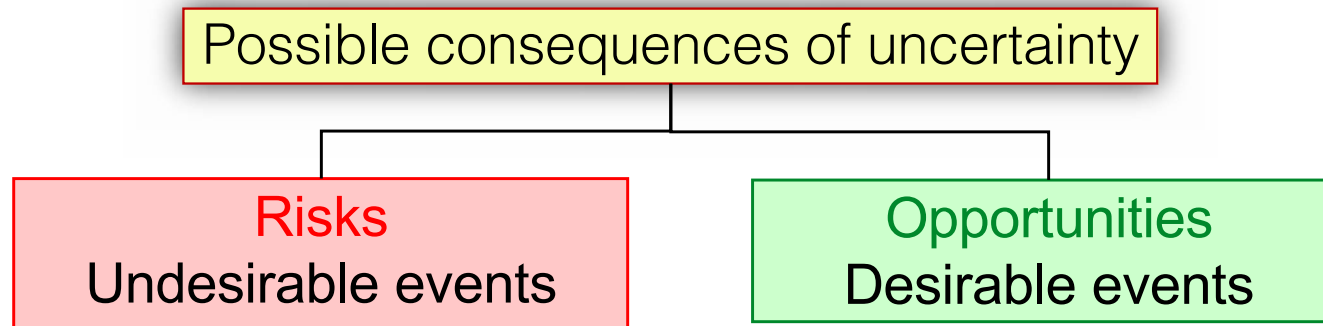 Possible consequences of uncertainty
Risks
Undesirable events
Opportunities
Desirable events